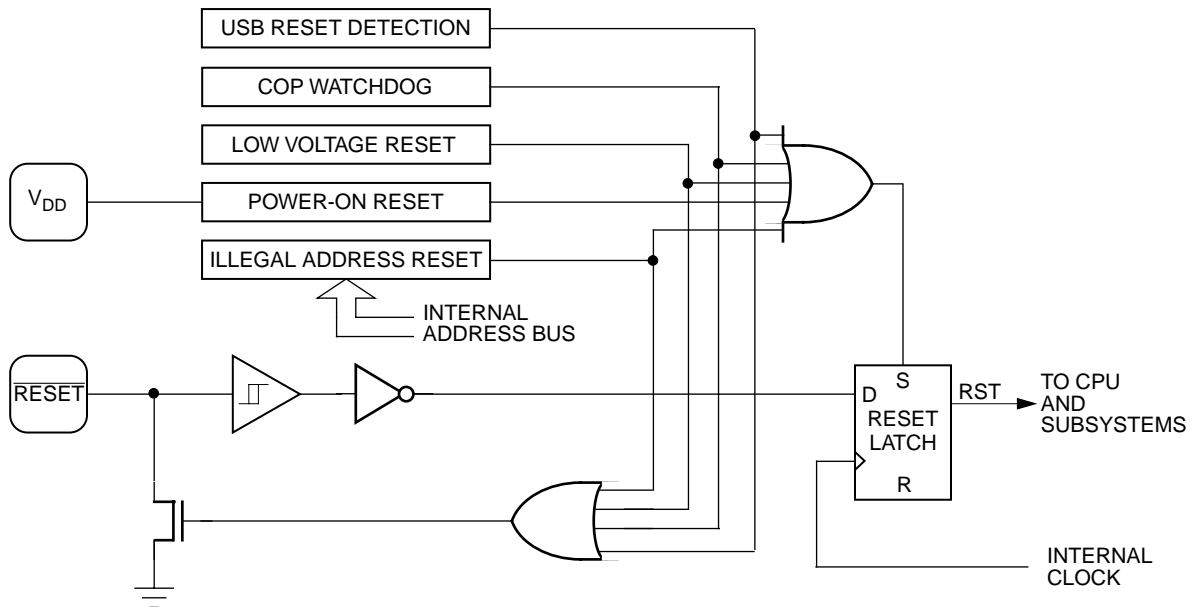 USB RESET DETECTION
COP WATCHDOG
LOW VOLTAGE RESET
VDD
POWER-ON RESET
ILLEGAL ADDRESS RESET
INTERNAL
ADDRESS BUS
RESET
D
S
RESET
LATCH
R
RST
TO CPU
AND
SUBSYSTEMS
INTERNAL
CLOCK